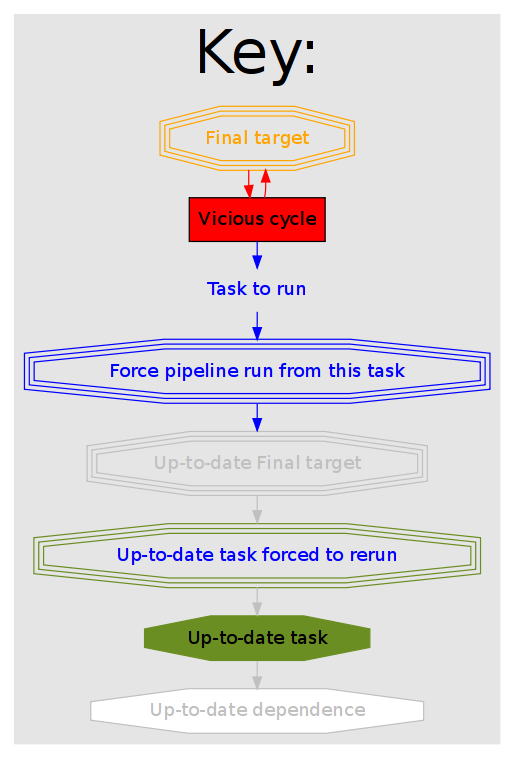 Key:
Final target
Vicious cycle
Task to run
Force pipeline run from this task
Up-to-date Final target
Up-to-date task forced to rerun
Up-to-date task
Up-to-date dependence